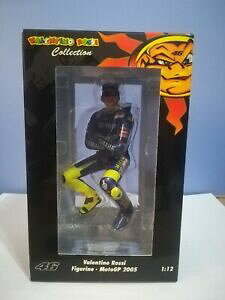 VALENTINO ROSSI
Collection
Valentino Rossi
46
Figurine - MotoGP 2005
1:12